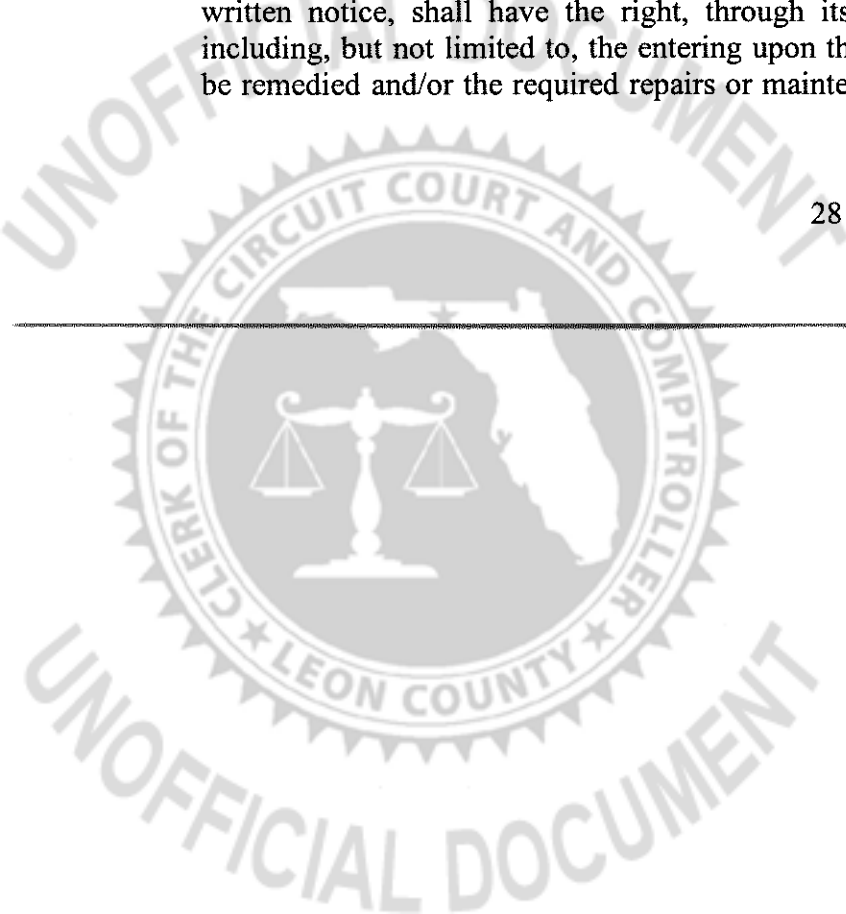 written notice, shall have the right, through its
including, but not limited to, the entering upon th
be remedied and/or the required repairs or mainte
UNOFFICIAL DOCUMENT
28
CLERK OF THE CIRCUIT COURT AND COMPTROLLER
LEON COUNTY
UNOFFICIAL DOCUMENT